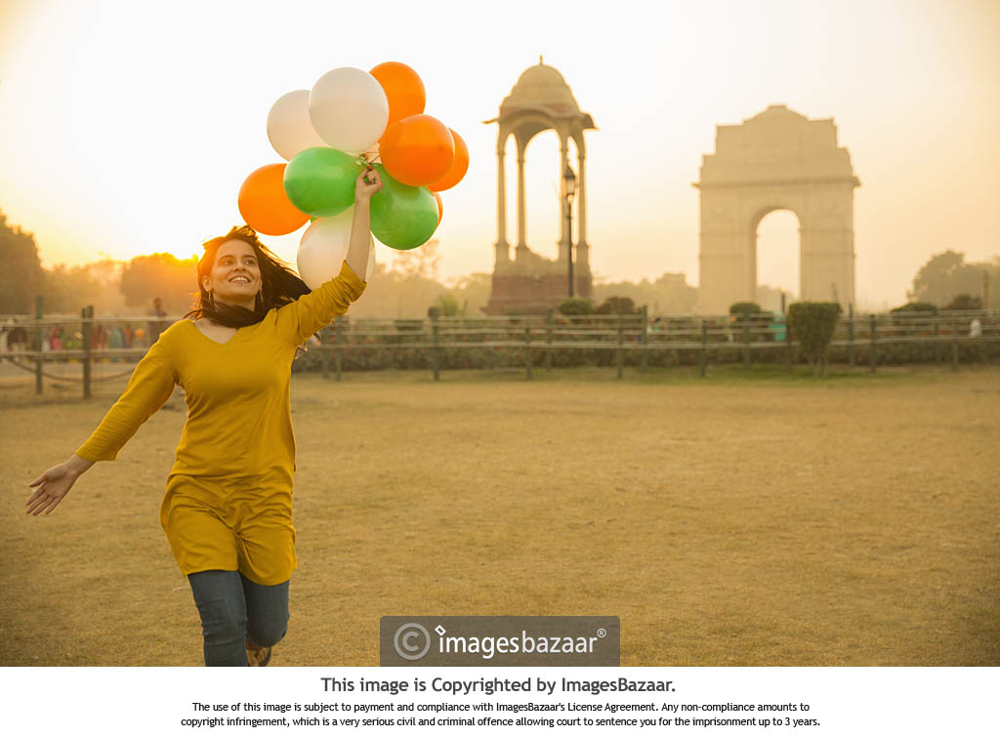 © imagesbazaar®
This image is Copyrighted by ImagesBazaar.
The use of this image is subject to payment and compliance with ImagesBazaar's License Agreement. Any non-compliance amounts to
copyright infringement, which is a very serious civil and criminal offence allowing court to sentence you for the imprisonment up to 3 years.